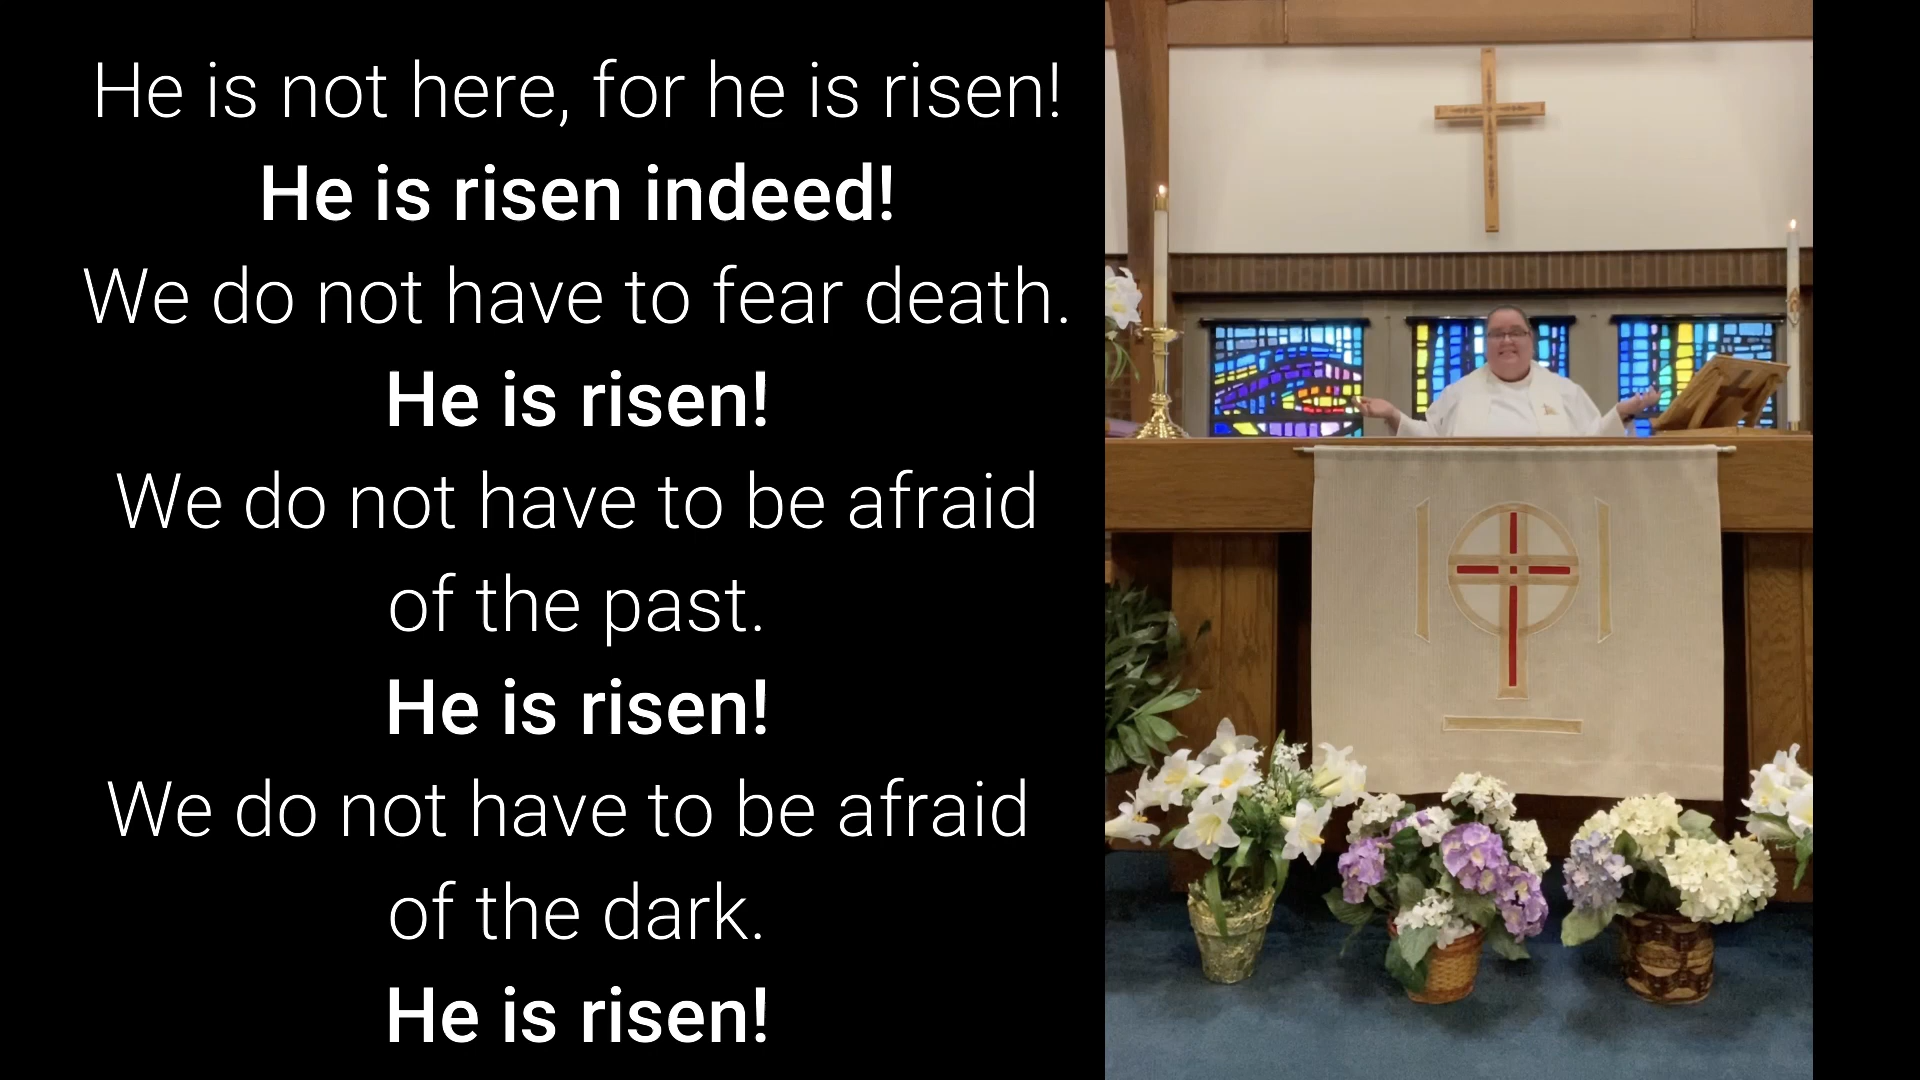 He is not here, for he is risen!
He is risen indeed!
We do not have to fear death.
He is risen!
We do not have to be afraid
of the past.
He is risen!
We do not have to be afraid
of the dark.
He is risen!